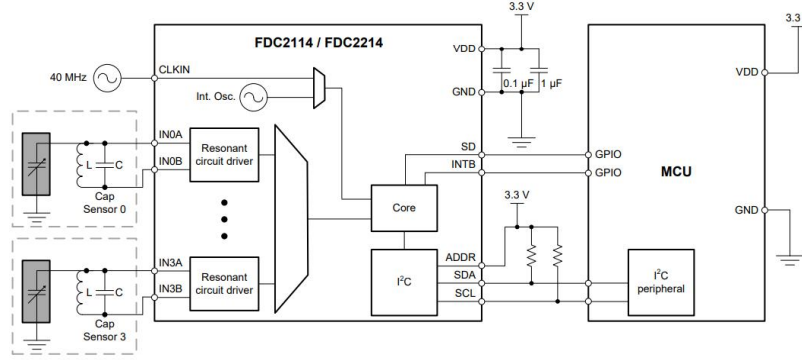 3.3 V
3.3
FDC2114 / FDC2214
VDD
40 MHz
CLKIN
Int. Osc.
0.1 µF
1 µF
VDD
GND
IN0A
Resonant
circuit driver
L
C
IN0B
Cap
Sensor 0
SD
GPIO
INTB
GPIO
MCU
Core
3.3 V
GND
IN3A
Resonant
circuit driver
L
C
IN3B
Cap
Sensor 3
I²C
ADDR
SDA
SCL
I²C
peripheral